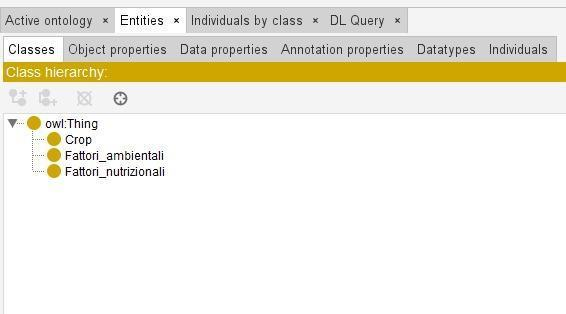 Active ontology × Entities × Individuals by class × DL Query ×
Classes Object properties Data properties Annotation properties Datatypes Individuals
Class hierarchy:
owl:Thing
Crop
Fattori_ambientali
Fattori_nutrizionali